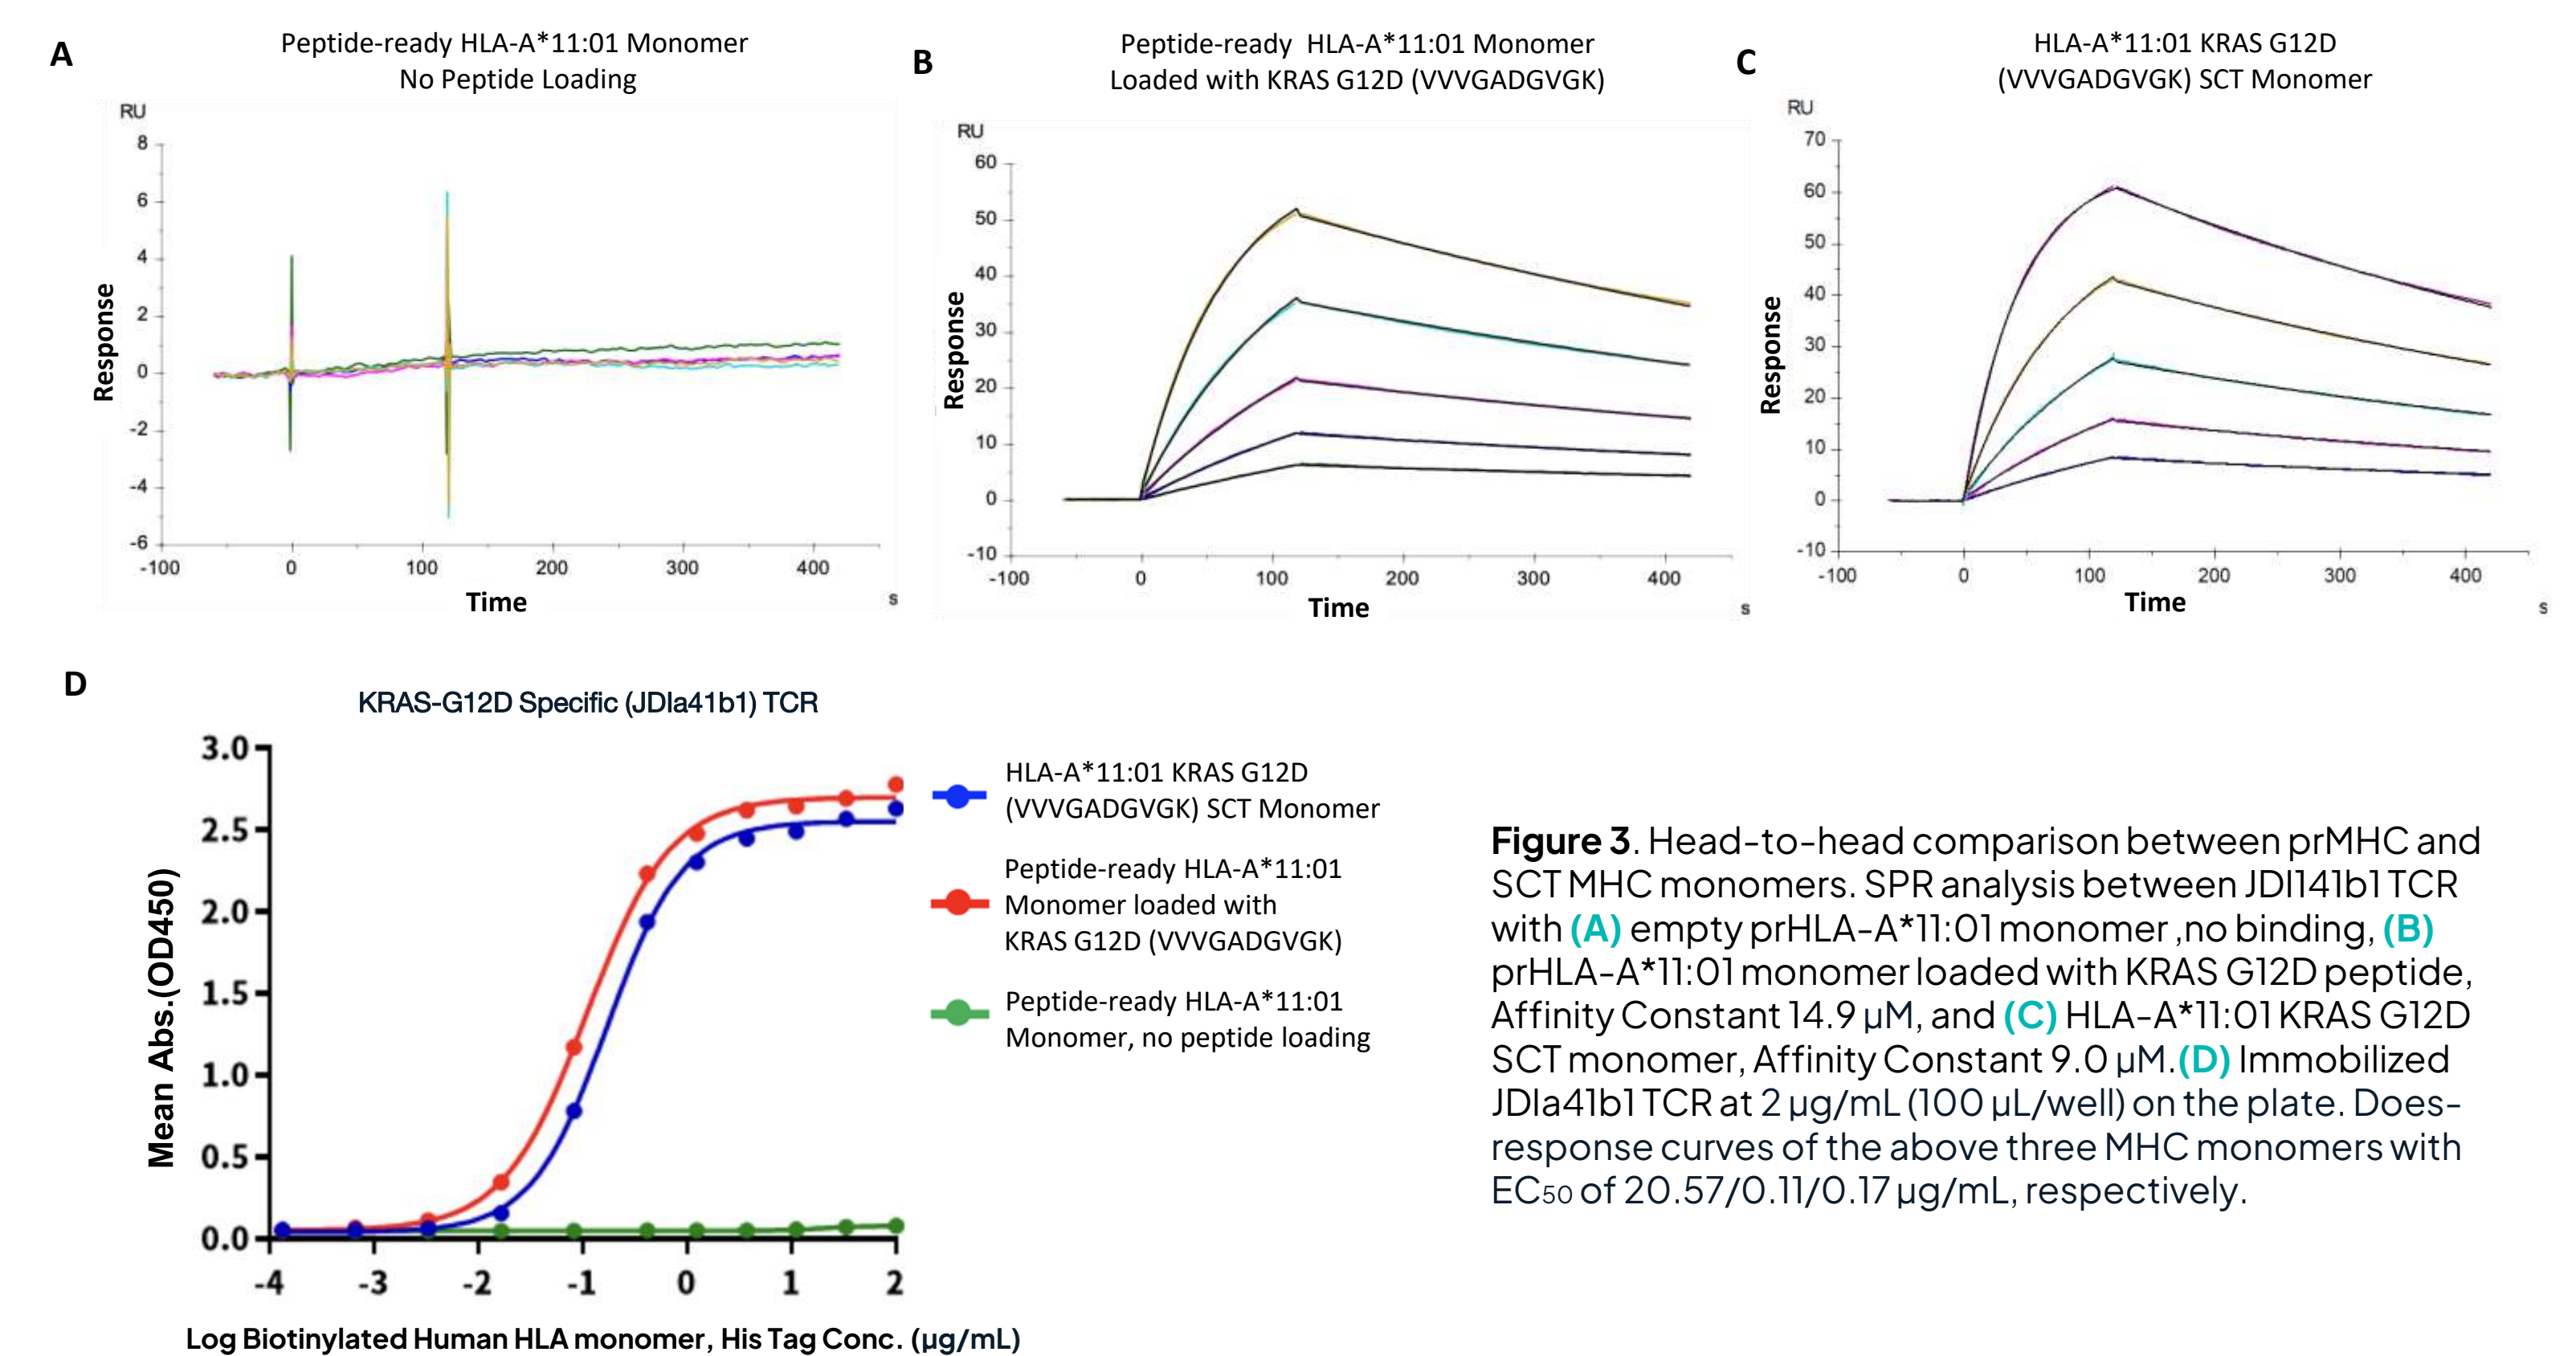 A
Peptide-ready HLA-A*11:01 Monomer
No Peptide Loading
RU
8
6
4
2
0
-2
-4
-6
-100
0
100
200
300
400
Response
Time
s
B
Peptide-ready HLA-A*11:01 Monomer
Loaded with KRAS G12D (VVVGADGVGK)
RU
60
50
40
30
20
10
0
-10
-100
0
100
200
300
400
Response
Time
s
C
HLA-A*11:01 KRAS G12D
(VVVGADGVGK) SCT Monomer
RU
70
60
50
40
30
20
10
0
-10
-100
0
100
200
300
400
Response
Time
s
D
KRAS-G12D Specific (JDIa41b1) TCR
3.0
2.5
2.0
1.5
1.0
0.5
0.0
-4
-3
-2
-1
0
1
2
Mean Abs.(OD450)
Log Biotinylated Human HLA monomer, His Tag Conc. (µg/mL)
HLA-A*11:01 KRAS G12D
(VVVGADGVGK) SCT Monomer
Peptide-ready HLA-A*11:01
Monomer loaded with
KRAS G12D (VVVGADGVGK)
Peptide-ready HLA-A*11:01
Monomer, no peptide loading
Figure 3. Head-to-head comparison between prMHC and
SCT MHC monomers. SPR analysis between JDI141b1 TCR
with (A) empty prHLA-A*11:01 monomer ,no binding, (B)
prHLA-A*11:01 monomer loaded with KRAS G12D peptide,
Affinity Constant 14.9 µM, and (C) HLA-A*11:01 KRAS G12D
SCT monomer, Affinity Constant 9.0 µM.(D) Immobilized
JDIa41b1 TCR at 2 µg/mL (100 µL/well) on the plate. Does-
response curves of the above three MHC monomers with
EC50 of 20.57/0.11/0.17 µg/mL, respectively.